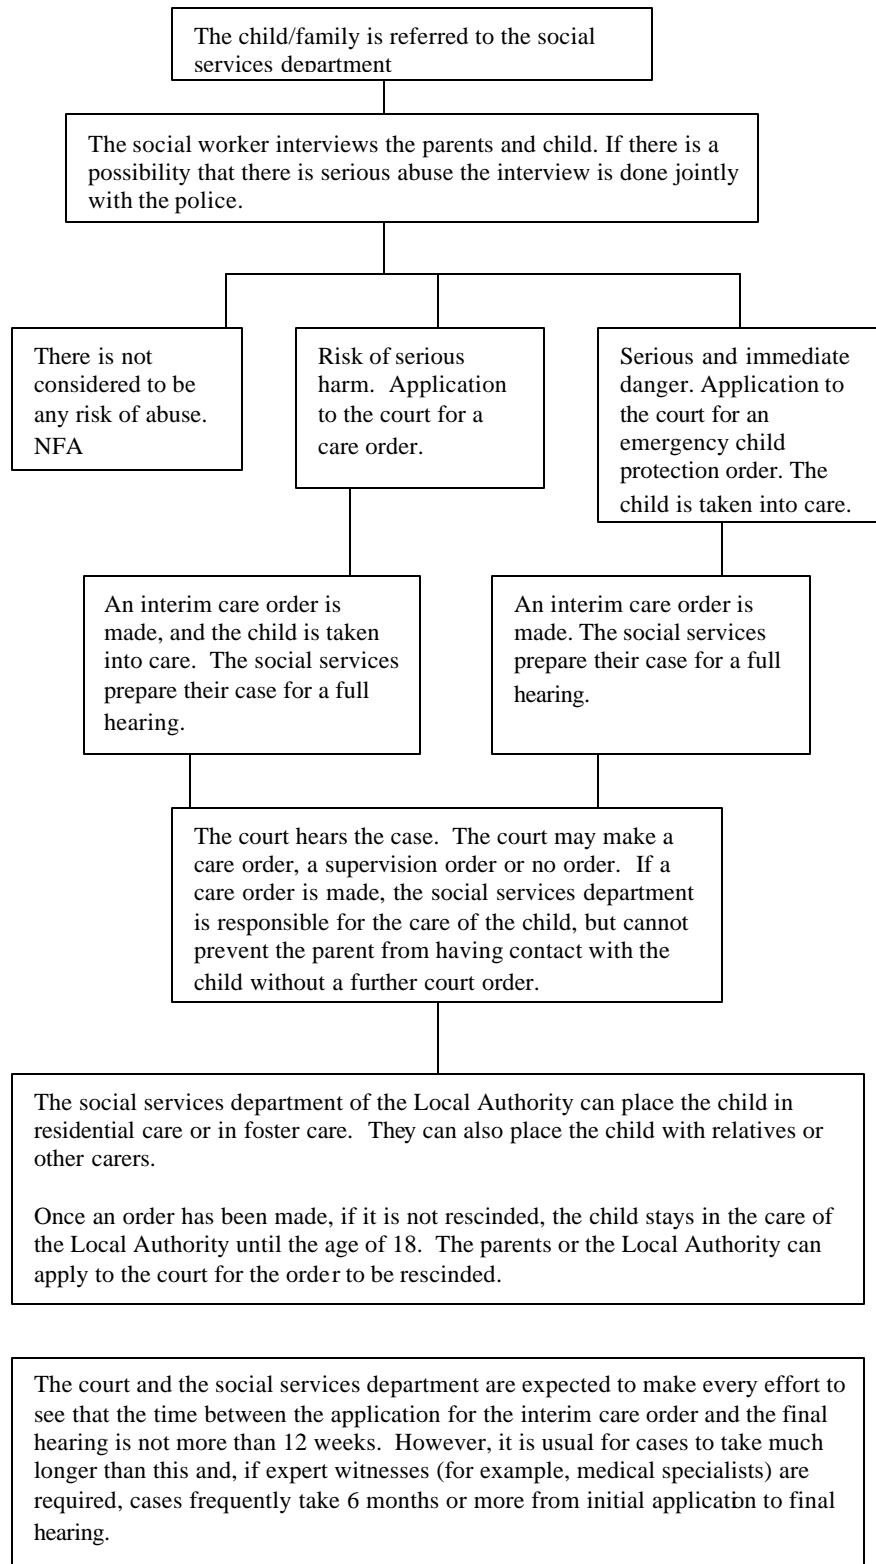 The child/family is referred to the social
services department
The social worker interviews the parents and child. If there is a
possibility that there is serious abuse the interview is done jointly
with the police.
There is not
considered to be
any risk of abuse.
NFA
Risk of serious
harm. Application
to the court for a
care order.
Serious and immediate
danger. Application to
the court for an
emergency child
protection order. The
child is taken into care.
An interim care order is
made, and the child is taken
into care. The social services
prepare their case for a full
hearing.
An interim care order is
made. The social services
prepare their case for a full
hearing.
The court hears the case. The court may make a
care order, a supervision order or no order. If a
care order is made, the social services department
is responsible for the care of the child, but cannot
prevent the parent from having contact with the
child without a further court order.
The social services department of the Local Authority can place the child in
residential care or in foster care. They can also place the child with relatives or
other carers.
Once an order has been made, if it is not rescinded, the child stays in the care of
the Local Authority until the age of 18. The parents or the Local Authority can
apply to the court for the order to be rescinded.
The court and the social services department are expected to make every effort to
see that the time between the application for the interim care order and the final
hearing is not more than 12 weeks. However, it is usual for cases to take much
longer than this and, if expert witnesses (for example, medical specialists) are
required, cases frequently take 6 months or more from initial application to final
hearing.